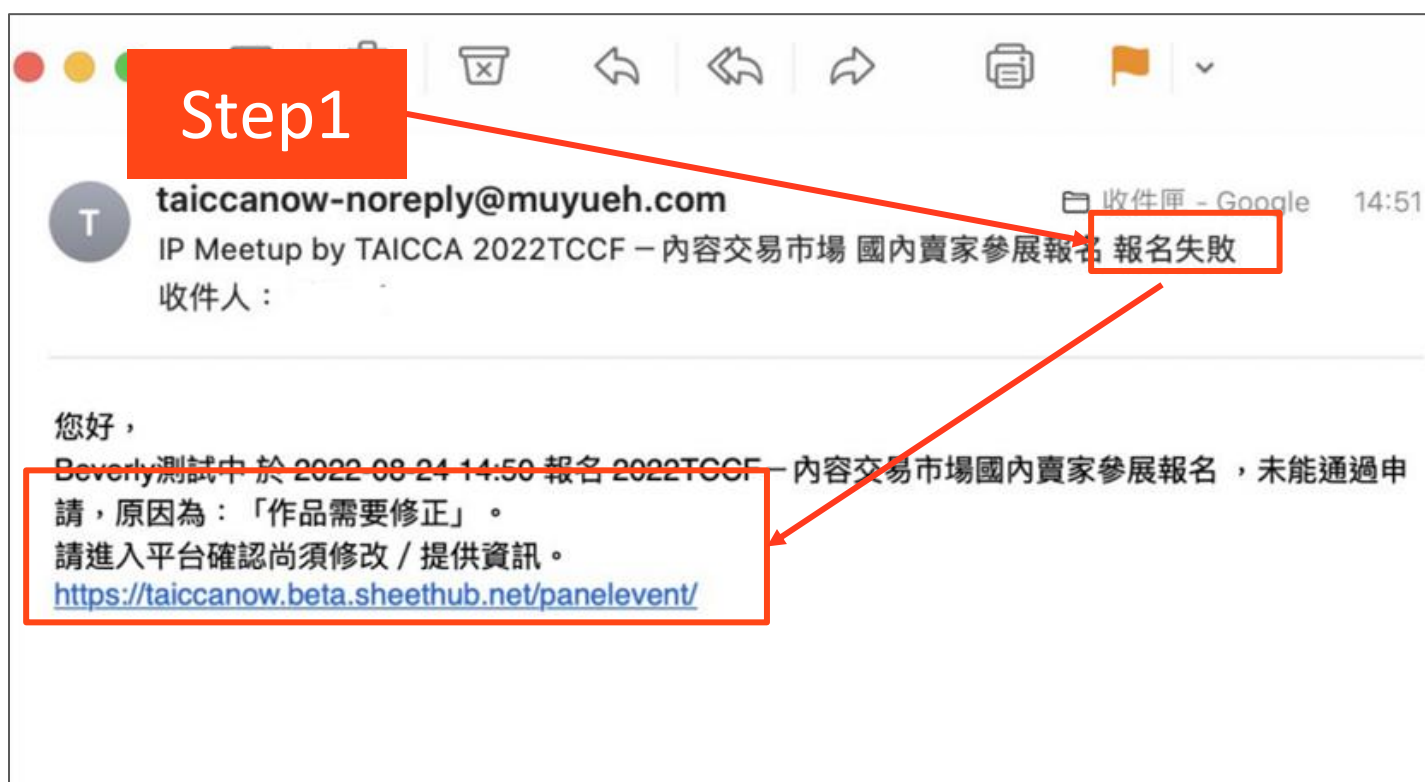 Step1
T
taiccanow-noreply@muyueh.com
收件匣 - Google 14:51
IP Meetup by TAICCA 2022TCCF－內容交易市場 國內賣家參展報名 報名失敗
收件人：
您好，
Beverly測試中 於 2022-08-24 14:50 報名 2022TCCF－內容交易市場國內賣家參展報名 ，未能通過申
請，原因為：「作品需要修正」。
請進入平台確認尚須修改 / 提供資訊。
https://taiccanow.beta.sheethub.net/panelevent/